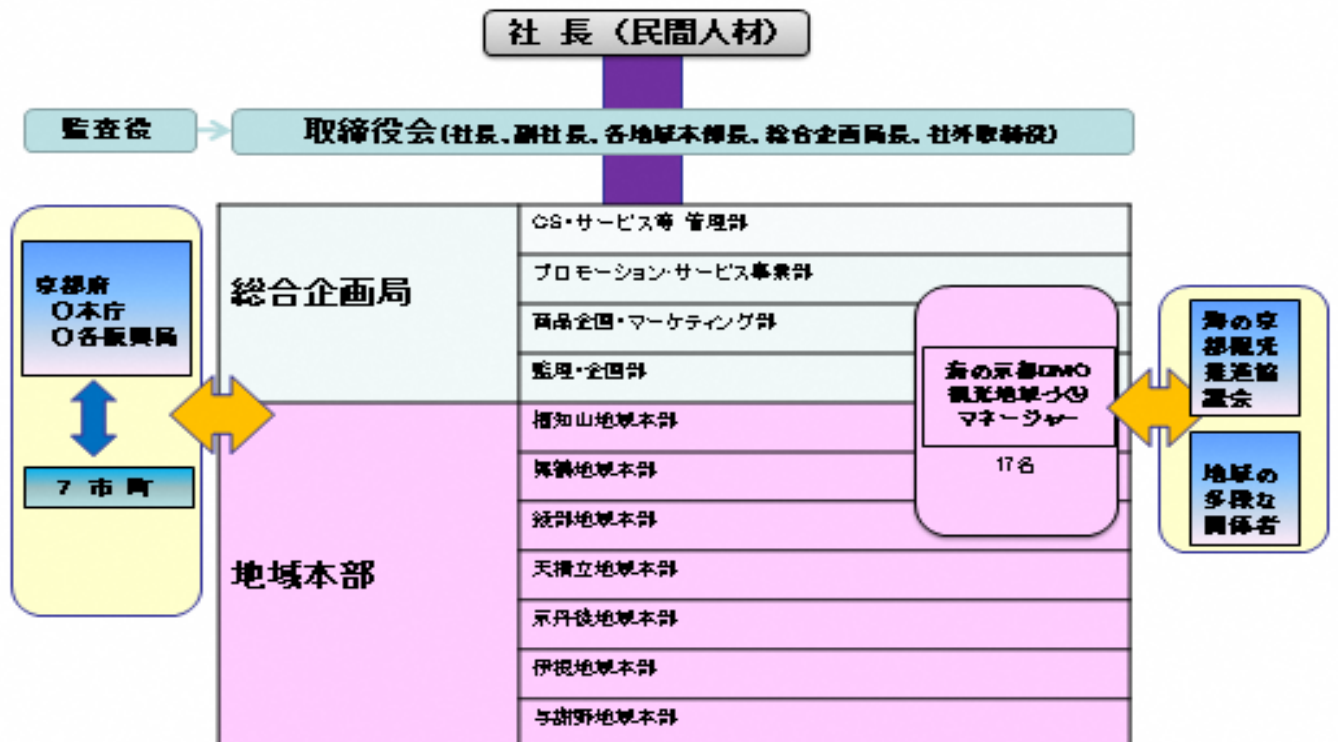 社 長（民間人材）
監査役
取締役会(社長、副社長、各地域本部長、総合企画局長、社外取締役)
京都府
○本庁
○各振興局
7 市 町
総合企画局
CS・サービス等 管理部
プロモーション・サービス事業部
商品企画・マーケティング部
監理・企画部
地域本部
福知山地域本部
舞鶴地域本部
綾部地域本部
天橋立地域本部
京丹後地域本部
伊根地域本部
与謝野地域本部
海の京都DMO
観光地域づくり
マネージャー
17名
海の京
都観光
推進協
議会
地域の
多様な
関係者